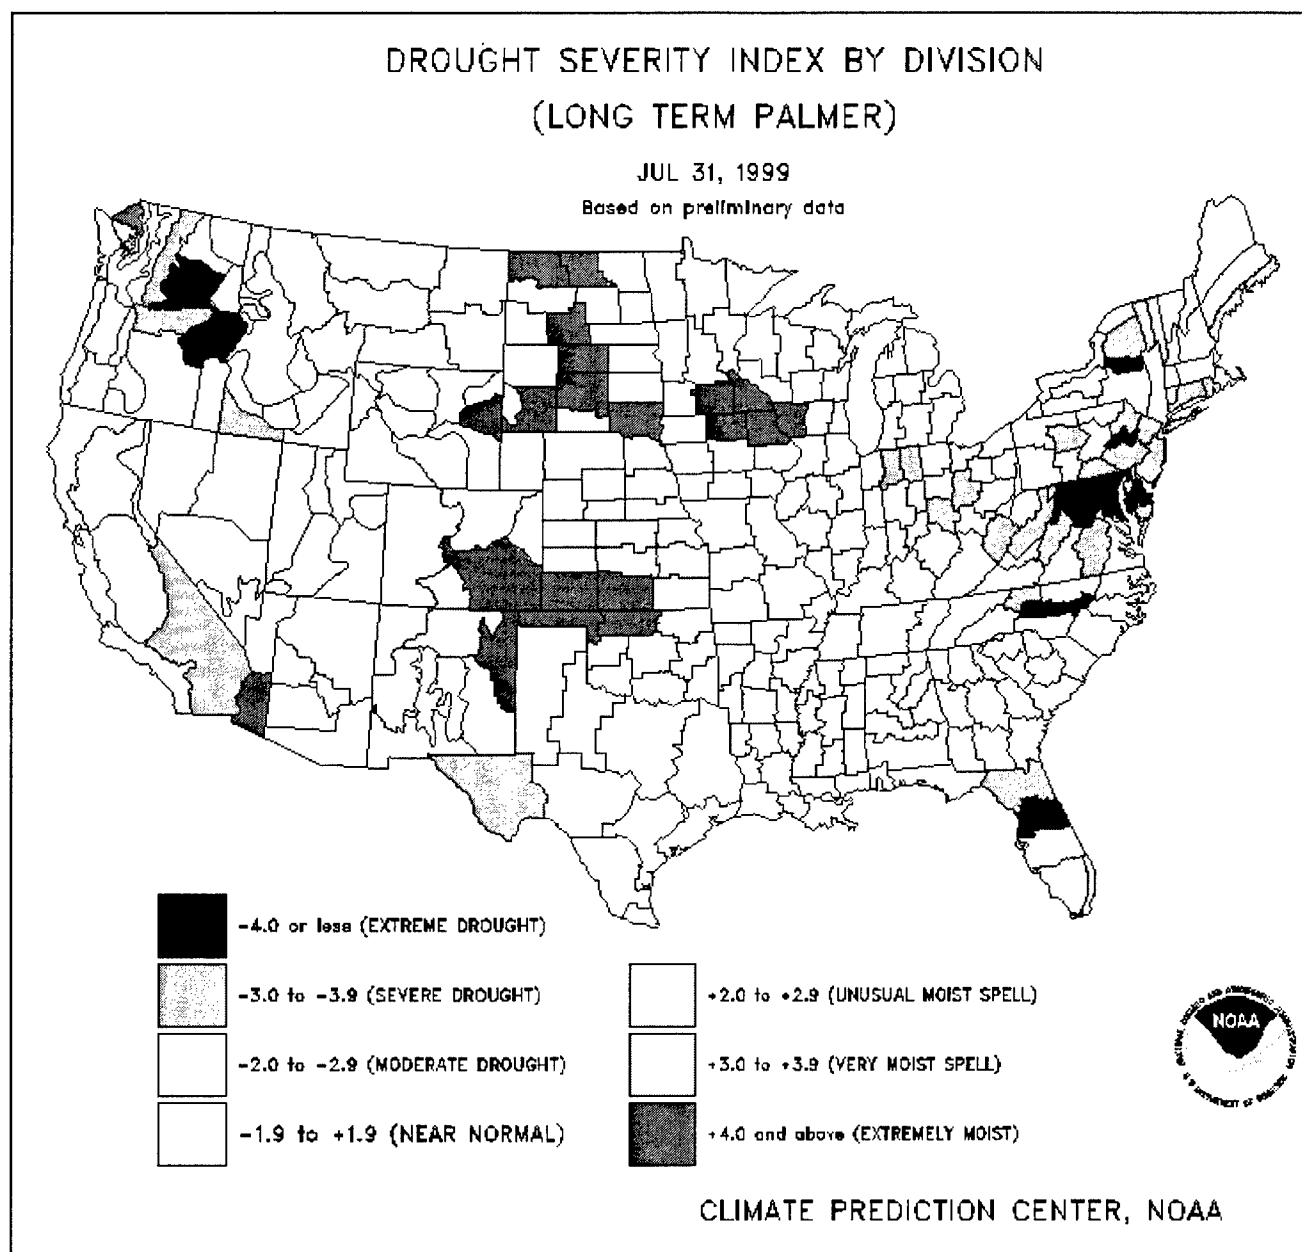 DROUGHT SEVERITY INDEX BY DIVISION
(LONG TERM PALMER)
JUL 31, 1999
Based on preliminary data
-4.0 or less (EXTREME DROUGHT)
-3.0 to -3.9 (SEVERE DROUGHT)
-2.0 to -2.9 (MODERATE DROUGHT)
-1.9 to +1.9 (NEAR NORMAL)
+2.0 to +2.9 (UNUSUAL MOIST SPELL)
+3.0 to +3.9 (VERY MOIST SPELL)
+4.0 and above (EXTREMELY MOIST)
NOAA
CLIMATE PREDICTION CENTER, NOAA